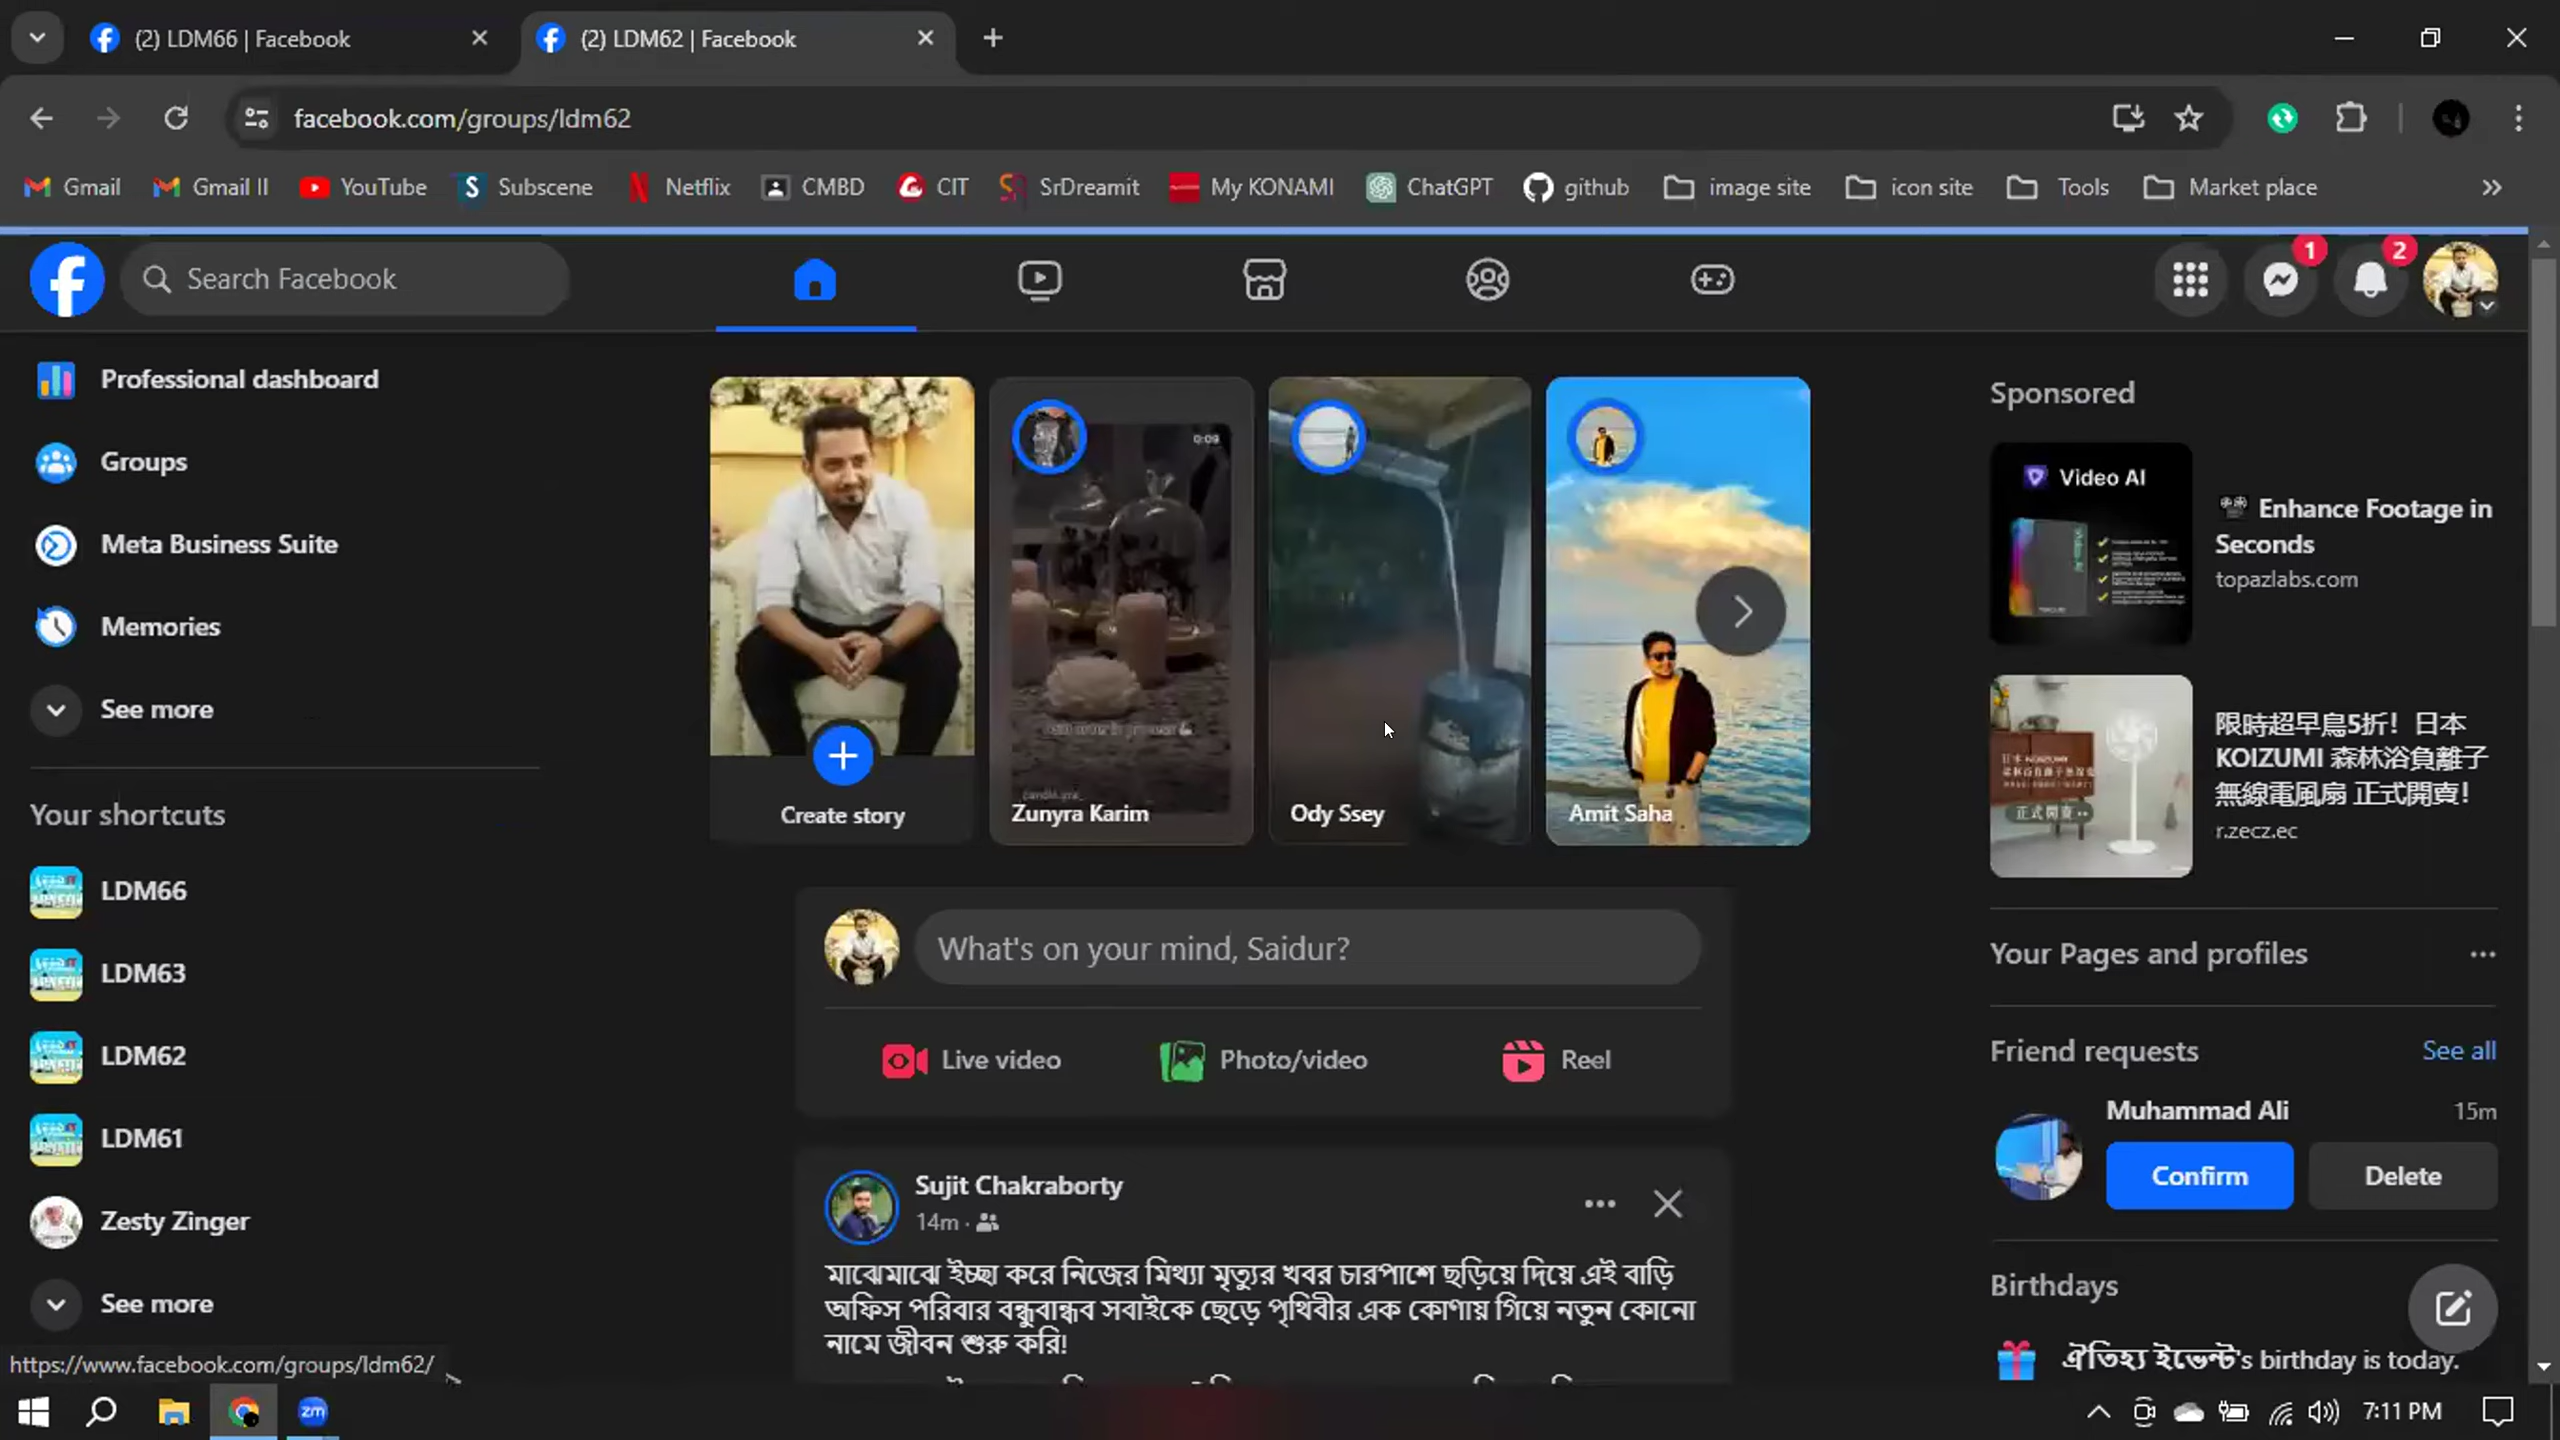 (2) LDM66 | Facebook
(2) LDM62 | Facebook
facebook.com/groups/ldm62
Gmail
Gmail II
YouTube
Subscene
Netflix
CMBD
CIT
SrDreamit
My KONAMI
ChatGPT
github
image site
icon site
Tools
Market place
Search Facebook
1
2
Professional dashboard
Groups
Meta Business Suite
Memories
See more
Your shortcuts
LDM66
LDM63
LDM62
LDM61
Zesty Zinger
See more
https://www.facebook.com/groups/ldm62/
Create story
0:09
Zunyra Karim
Ody Ssey
Amit Saha
What's on your mind, Saidur?
Live video
Photo/video
Reel
Sujit Chakraborty
14m
মাঝেমাঝে ইচ্ছা করে নিজের মিথ্যা মৃত্যুর খবর চারপাশে ছড়িয়ে দিয়ে এই বাড়ি
অফিস পরিবার বন্ধুবান্ধব সবাইকে ছেড়ে পৃথিবীর এক কোণায় গিয়ে নতুন কোনো
নামে জীবন শুরু করি!
Sponsored
Video AI
Enhance Footage in
Seconds
topazlabs.com
限時超早鳥5折！日本
KOIZUMI 森林浴負離子
無線電風扇 正式開賣！
r.zecz.ec
正式開賣
Your Pages and profiles
Friend requests
See all
Muhammad Ali
15m
Confirm
Delete
Birthdays
ঐতিহ্য ইভেন্ট's birthday is today.
zm
7:11 PM